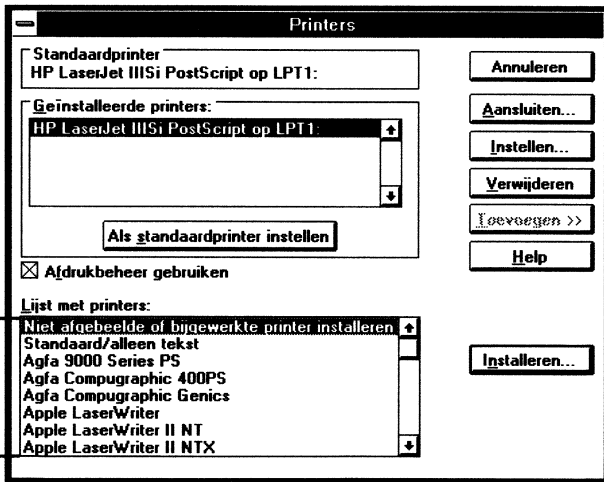 Printers
Standaardprinter
HP LaserJet IIISi PostScript op LPT1:
Geïnstalleerde printers:
HP LaserJet IIISi PostScript op LPT1:
Als standaardprinter instellen
Afdrukbeheer gebruiken
Lijst met printers:
Niet afgebeelde of bijgewerkte printer installeren
Standaard/alleen tekst
Agfa 9000 Series PS
Agfa Compugraphic 400PS
Agfa Compugraphic Genics
Apple LaserWriter
Apple LaserWriter II NT
Apple LaserWriter II NTX
Annuleren
Aansluiten...
Instellen...
Verwijderen
Toevoegen >>
Help
Installeren...